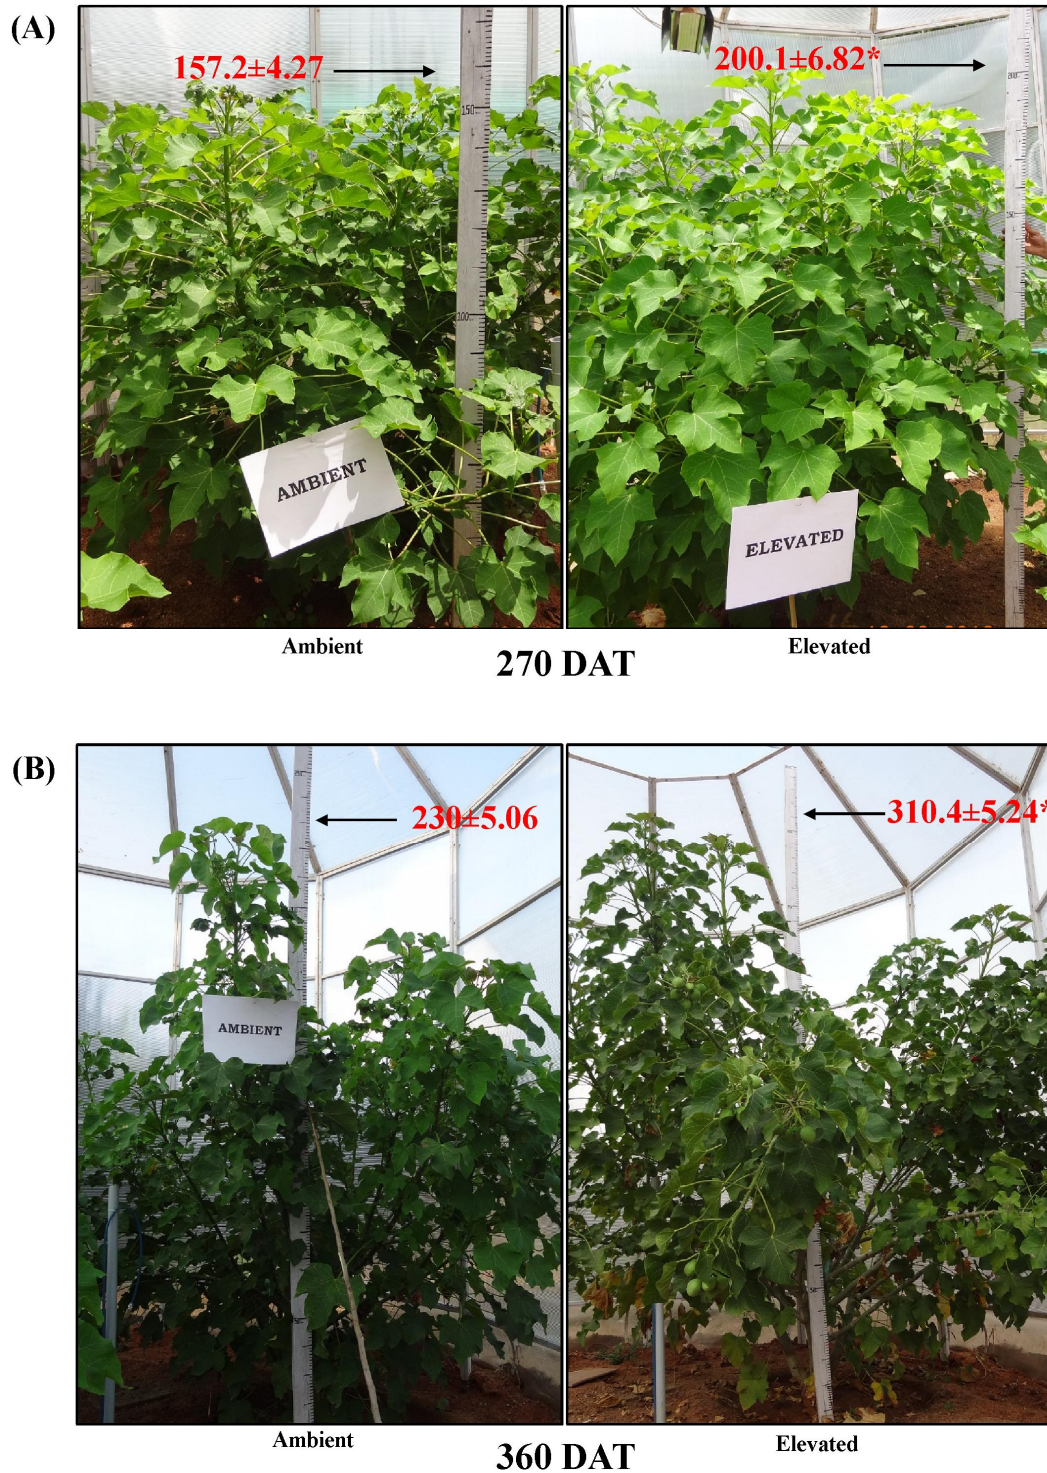 (A)
157.2±4.27
200.1±6.82*
150
100
AMBIENT
ELEVATED
Ambient
Elevated
270 DAT
(B)
230±5.06
310.4±5.24*
AMBIENT
Ambient
Elevated
360 DAT